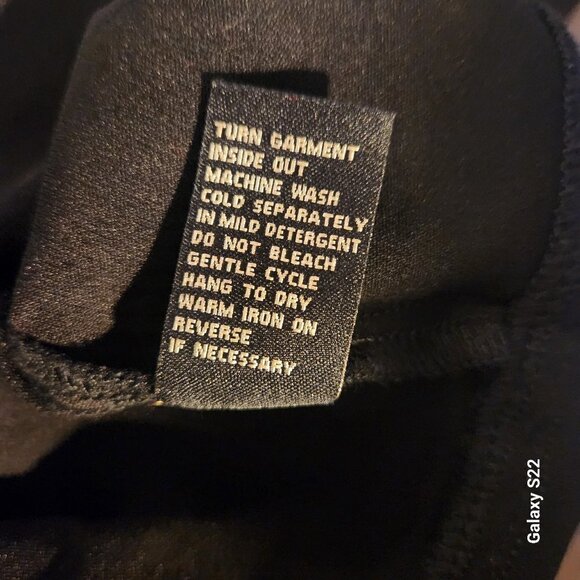 TURN GARMENT
INSIDE OUT
MACHINE WASH
COLD SEPARATELY
IN MILD DETERGENT
DO NOT BLEACH
GENTLE CYCLE
HANG TO DRY
WARM IRON ON
REVERSE
IF NECESSARY
Galaxy S22